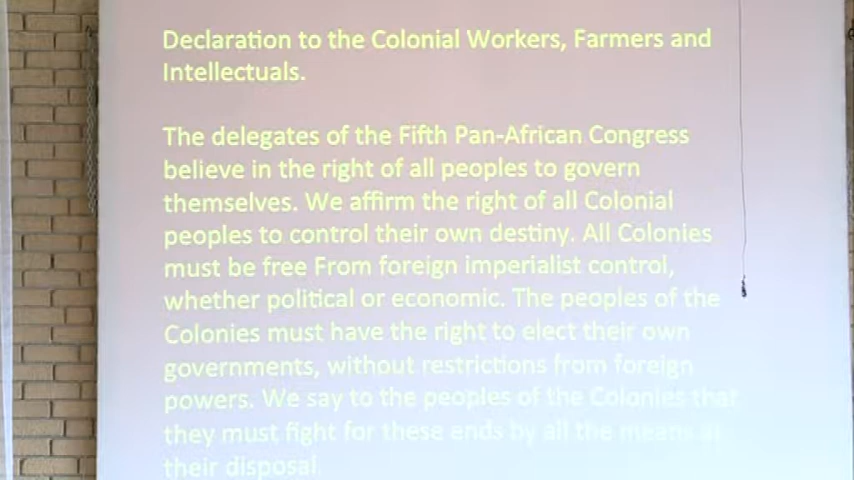 Declaration to the Colonial Workers, Farmers and
Intellectuals.
The delegates of the Fifth Pan-African Congress
believe in the right of all peoples to govern
themselves. We affirm the right of all Colonial
peoples to control their own destiny. All Colonies
must be free From foreign imperialist control,
whether political or economic. The peoples of the
Colonies must have the right to elect their own
governments, without restrictions from foreign
powers. We say to the peoples of the Colonies that
they must fight for these ends by all the means at
their disposal